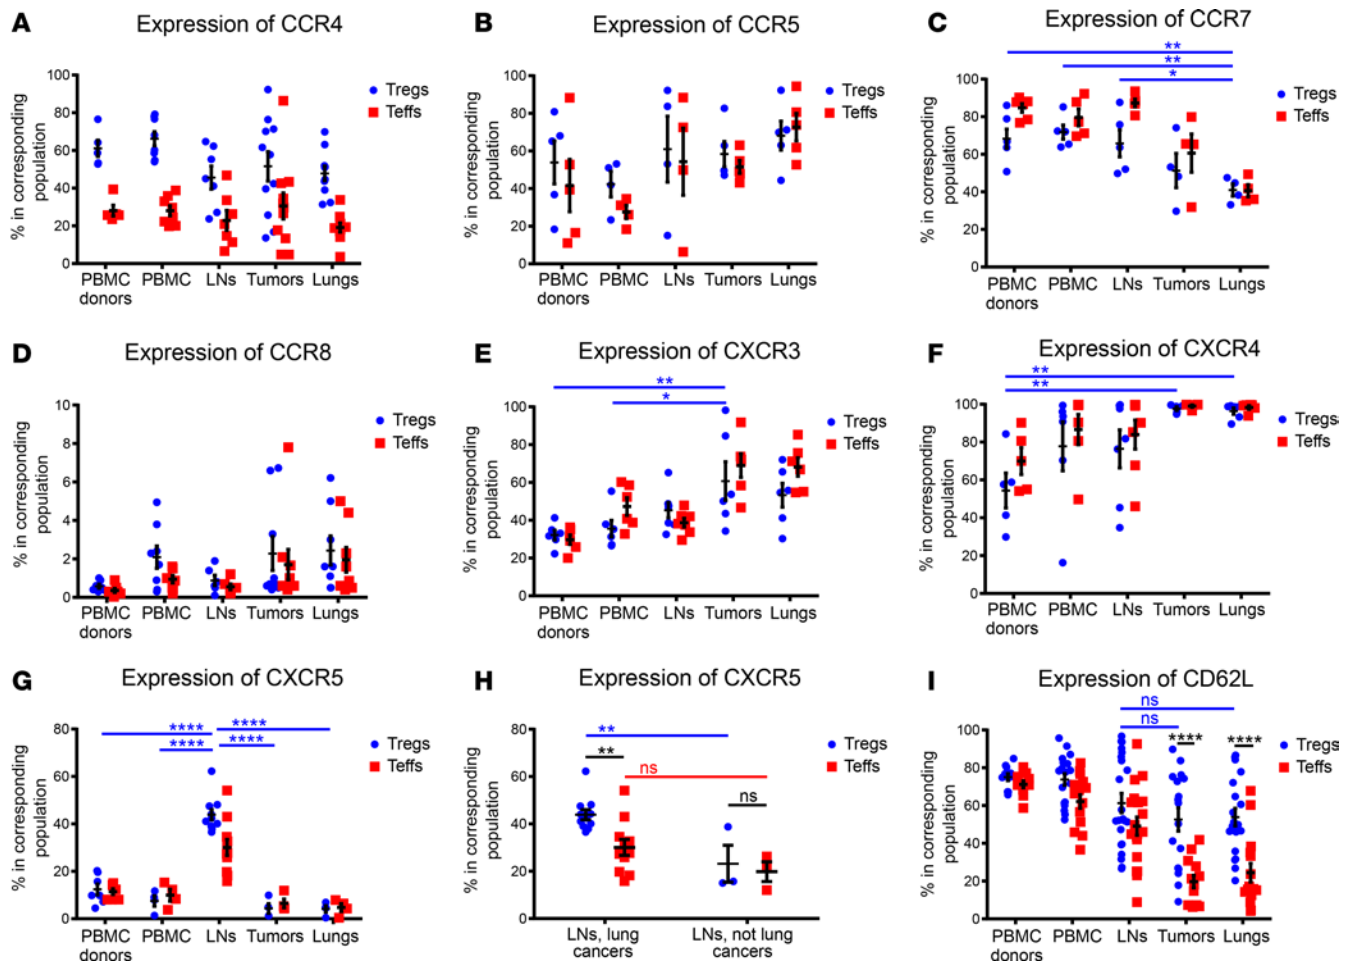 A Expression of CCR4
% in corresponding
population
100
80
60
40
20
0
PBMC donors
PBMC
LNs
Tumors
Lungs
Tregs
Teffs
B Expression of CCR5
% in corresponding
population
100
80
60
40
20
0
PBMC donors
PBMC
LNs
Tumors
Lungs
Tregs
Teffs
C Expression of CCR7
**
**
*
% in corresponding
population
100
80
60
40
20
0
PBMC
donors
PBMC
LNs
Tumors
Lungs
Tregs
Teffs
D Expression of CCR8
% in corresponding
population
10
8
6
4
2
0
PBMC
donors
PBMC
LNs
Tumors
Lungs
Tregs
Teffs
E Expression of CXCR3
**
*
% in corresponding
population
100
80
60
40
20
0
PBMC
donors
PBMC
LNs
Tumors
Lungs
Tregs
Teffs
F Expression of CXCR4
**
**
% in corresponding
population
100
80
60
40
20
0
PBMC
donors
PBMC
LNs
Tumors
Lungs
Tregs
Teffs
G Expression of CXCR5
**** ****
**** ****
% in corresponding
population
80
60
40
20
0
PBMC
donors
PBMC
LNs
Tumors
Lungs
Tregs
Teffs
H Expression of CXCR5
**
**
ns
ns
% in corresponding
population
80
60
40
20
0
LNs, lung
cancers
LNs, not lung
cancers
Tregs
Teffs
I Expression of CD62L
ns
ns
**** ****
% in corresponding
population
100
80
60
40
20
0
PBMC
donors
PBMC
LNs
Tumors
Lungs
Tregs
Teffs